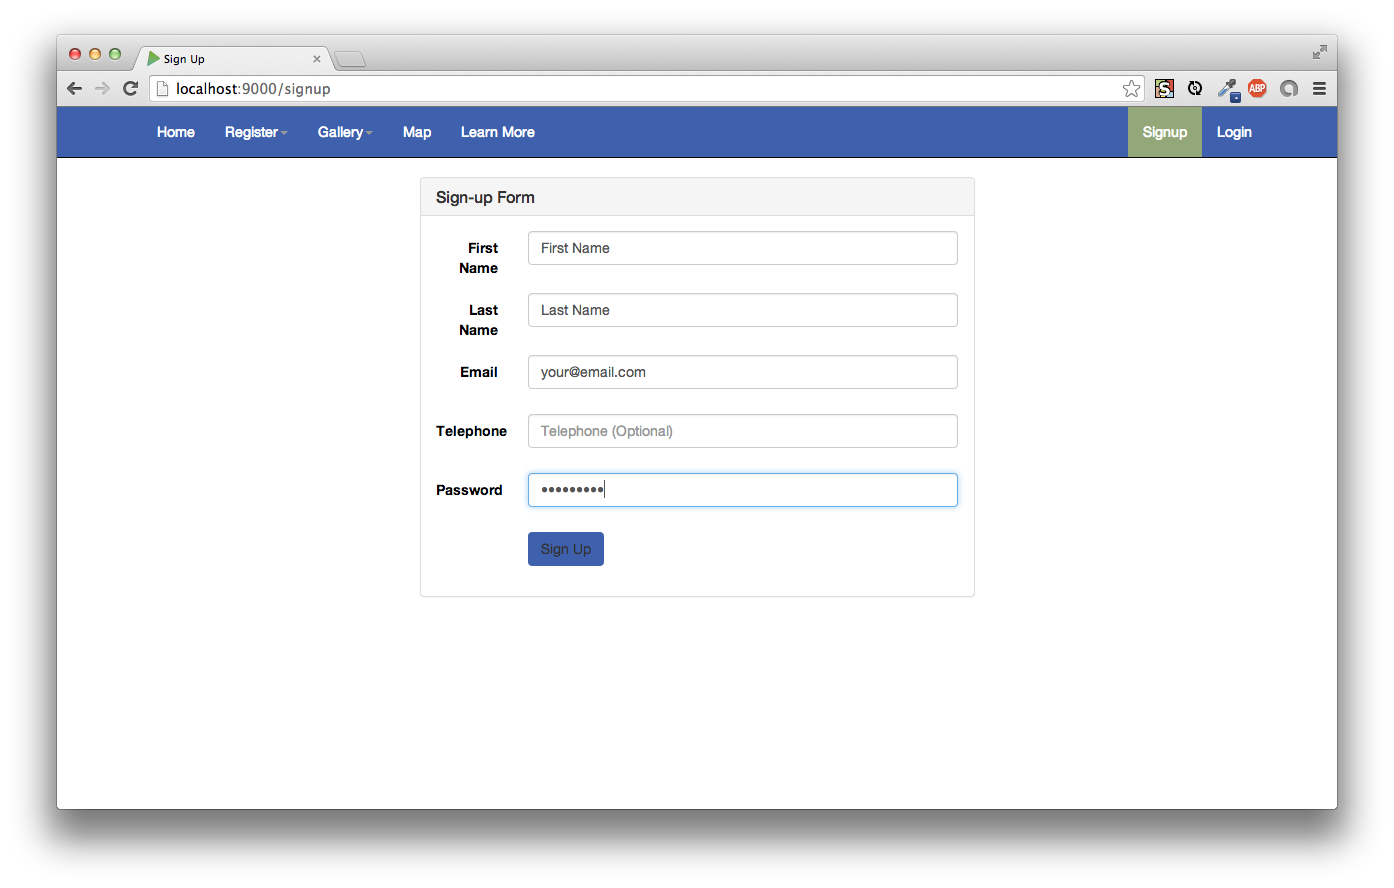 Sign Up
localhost:9000/signup
S
ABP
Home Register Gallery Map Learn More Signup Login
Sign-up Form
First
Name
First Name
Last
Name
Last Name
Email your@email.com
Telephone Telephone (Optional)
Password •••••••••
Sign Up